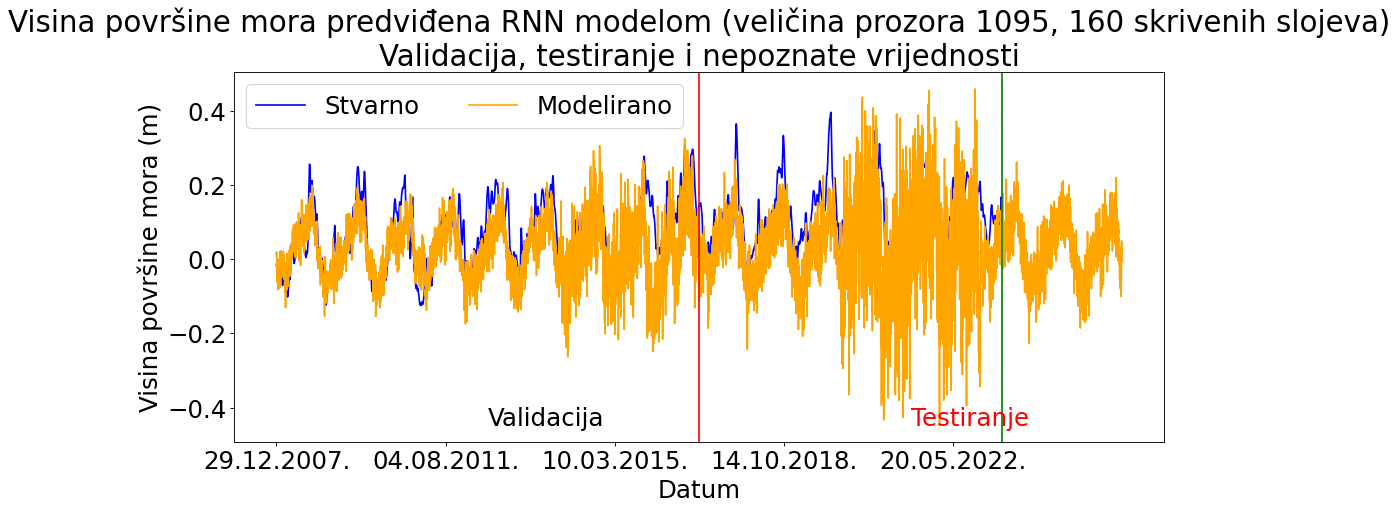 Visina površine mora predviđena RNN modelom (veličina prozora 1095, 160 skrivenih slojeva)
Validacija, testiranje i nepoznate vrijednosti
Stvarno
Modelirano
Visina površine mora (m)
0.4
0.2
0.0
−0.2
−0.4
Validacija
Testiranje
29.12.2007.
04.08.2011.
10.03.2015.
14.10.2018.
20.05.2022.
Datum